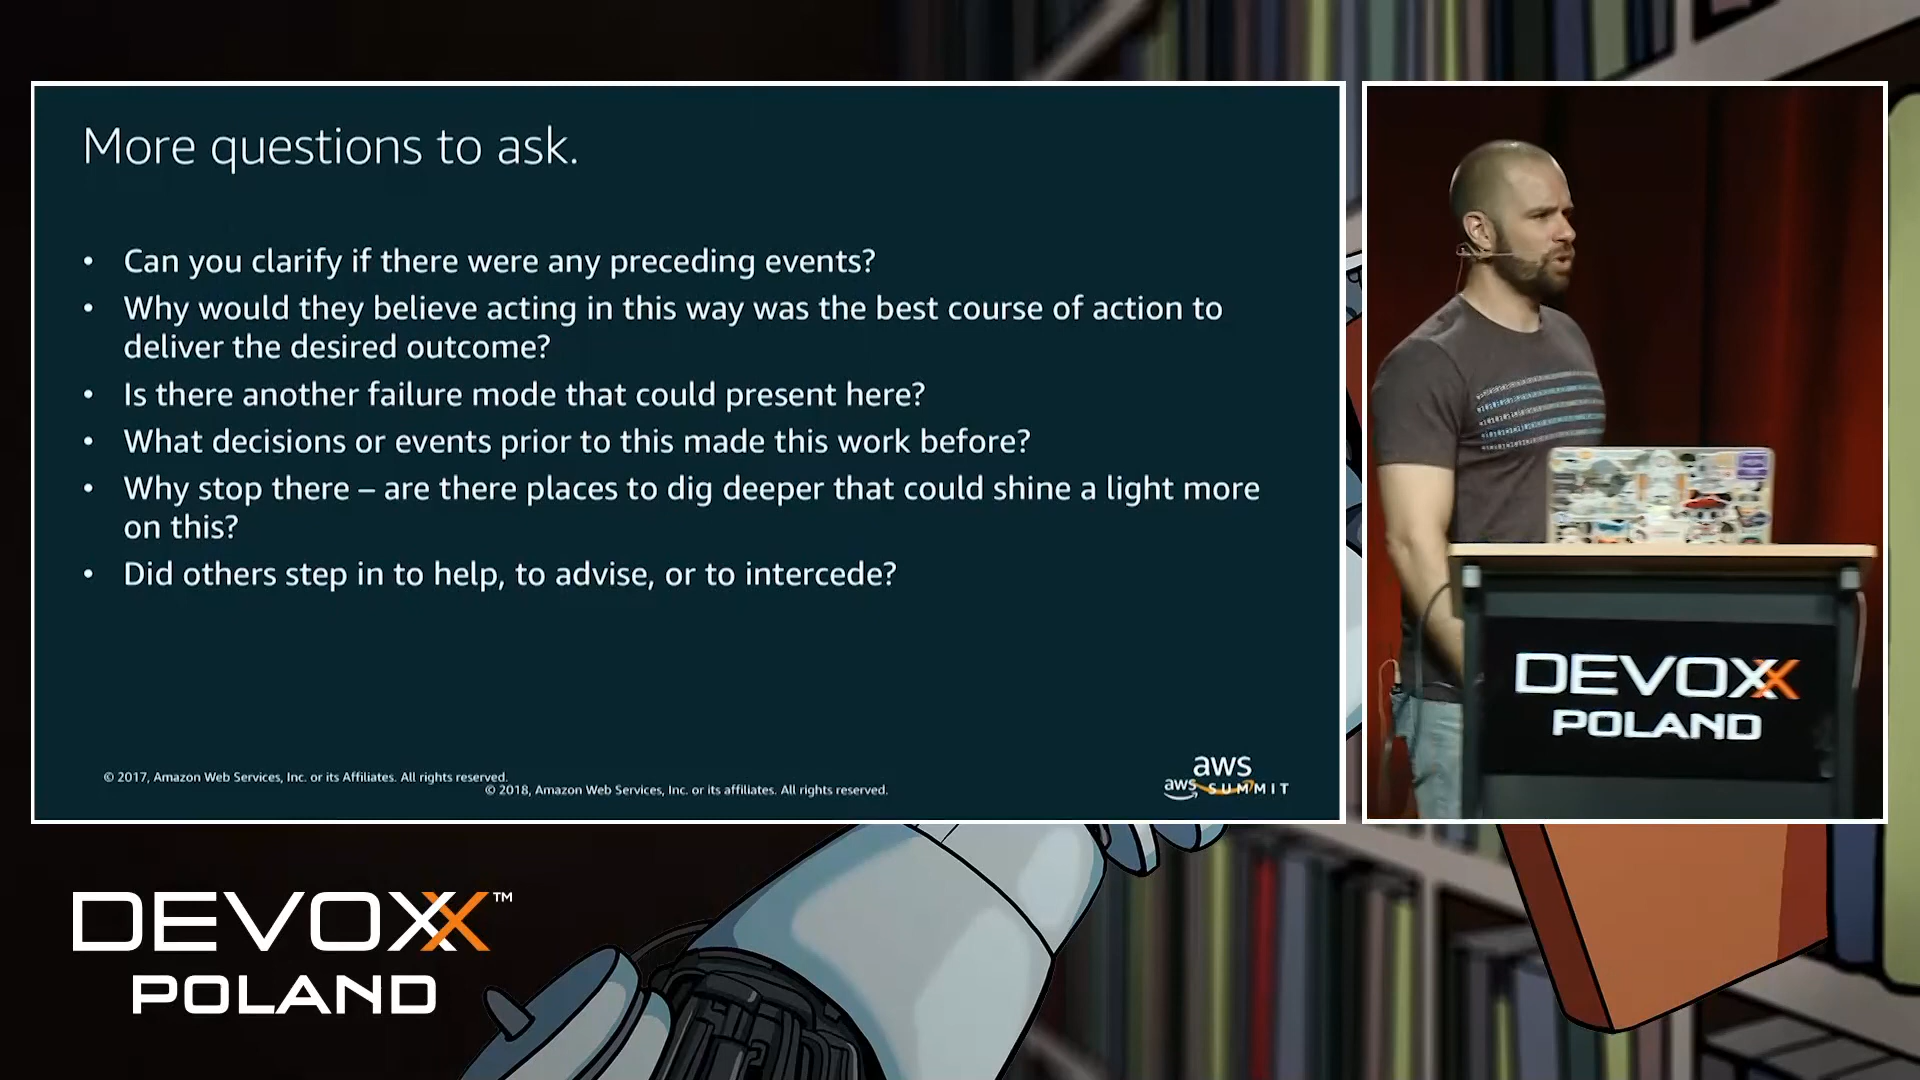 More questions to ask.
• Can you clarify if there were any preceding events?
• Why would they believe acting in this way was the best course of action to
deliver the desired outcome?
• Is there another failure mode that could present here?
• What decisions or events prior to this made this work before?
• Why stop there – are there places to dig deeper that could shine a light more
on this?
• Did others step in to help, to advise, or to intercede?
© 2017, Amazon Web Services, Inc. or its Affiliates. All rights reserved.
© 2018, Amazon Web Services, Inc. or its affiliates. All rights reserved.
aws
aws SUMMIT
DEVOXX
POLAND
DEVOXX™
POLAND